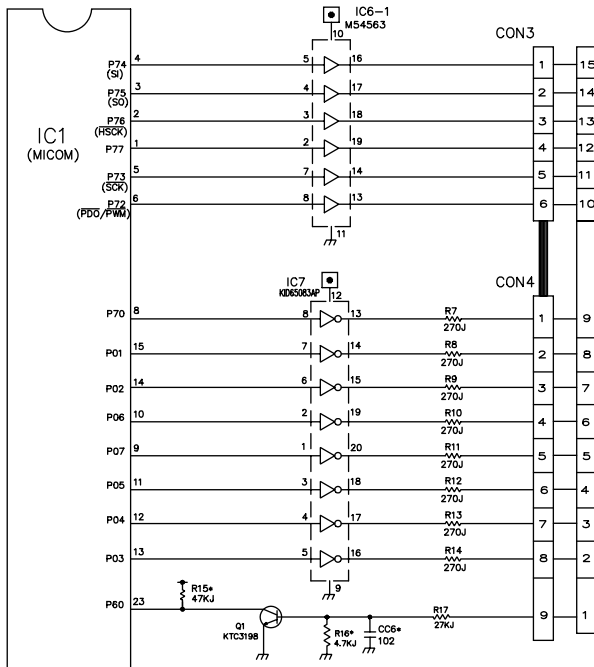 IC6-1
M54563
10
CON3
P74 4 5 16 1 15
(SI)
P75 3 4 17 2 14
(SO)
P76 2 3 18 3 13
(HSCK)
IC1
(MICOM)
P77 1 2 19 4 12
P73 5 7 14 5 11
(SCK)
P72 6 8 13 6 10
(PDO/PWM)
11
IC7
KID65083AP
12
CON4
P70 8 8 13 R7 1 9
270J
P01 15 7 14 R8 2 8
270J
P02 14 6 15 R9 3 7
270J
P06 10 2 19 R10 4 6
270J
P07 9 1 20 R11 5 5
270J
P05 11 3 18 R12 6 4
270J
P04 12 4 17 R13 7 3
270J
P03 13 5 16 R14 8 2
270J
9
R15*
47KJ
P60 23 R17 9 1
27KJ
Q1
KTC3198
R16*
4.7KJ
CC6*
102